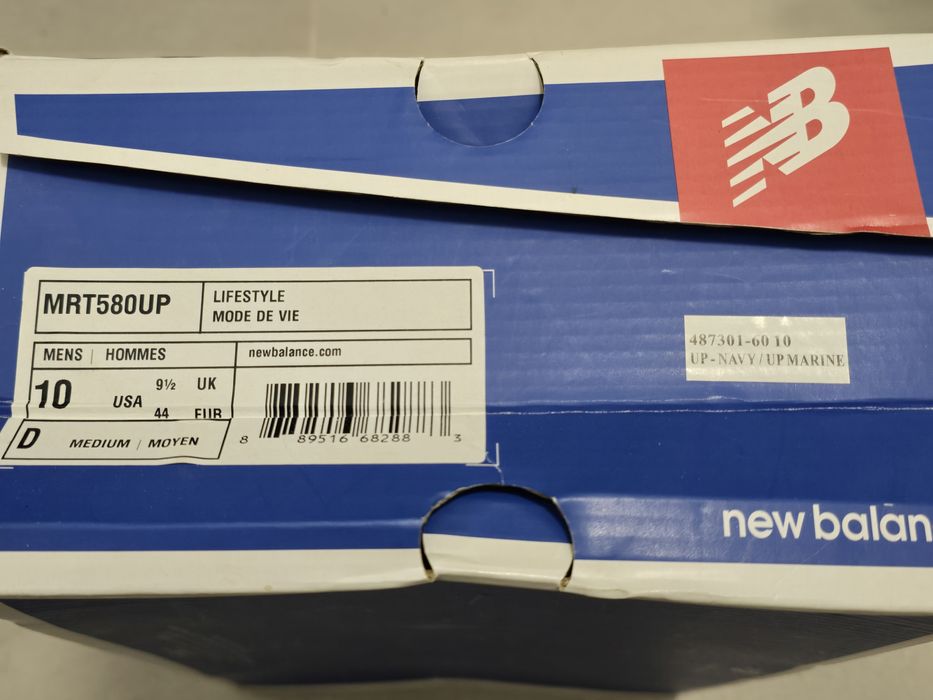 NB
MRT580UP
LIFESTYLE
MODE DE VIE
MENS | HOMMES
newbalance.com
10
USA
9½ UK
44 EUR
D MEDIUM | MOYEN
8 89516 68288 3
487301-60 10
UP-NAVY/UP MARINE
new balan